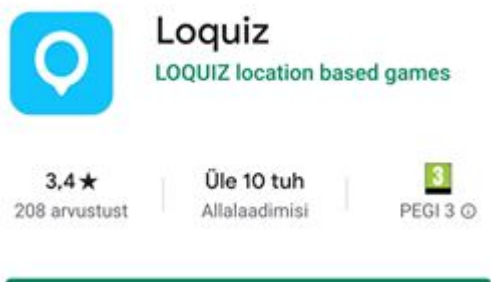 Loquiz
LOQUIZ location based games
3,4 ★
208 arvustust
Üle 10 tuh
Allalaadimisi
3
PEGI 3 ⓘ